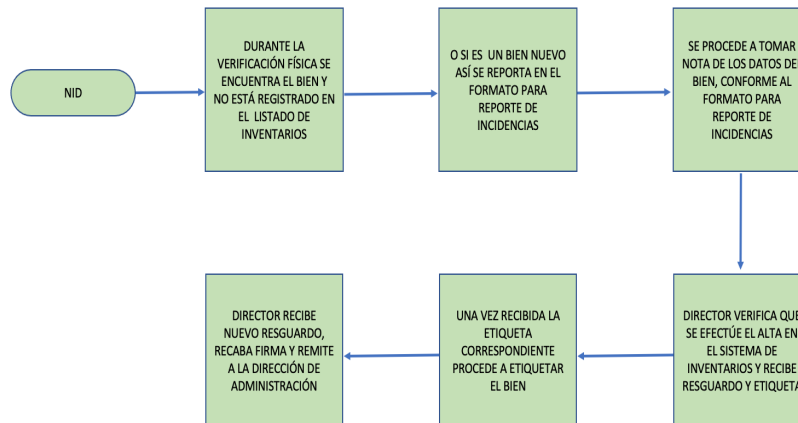 NID
DURANTE LA
VERIFICACIÓN FÍSICA SE
ENCUENTRA EL BIEN Y
NO ESTÁ REGISTRADO EN
EL LISTADO DE
INVENTARIOS
O SI ES UN BIEN NUEVO
ASÍ SE REPORTA EN EL
FORMATO PARA
REPORTE DE
INCIDENCIAS
SE PROCEDE A TOMAR
NOTA DE LOS DATOS DEL
BIEN, CONFORME AL
FORMATO PARA
REPORTE DE
INCIDENCIAS
DIRECTOR VERIFICA QUE
SE EFECTÚE EL ALTA EN
EL SISTEMA DE
INVENTARIOS Y RECIBE
RESGUARDO Y ETIQUETA
UNA VEZ RECIBIDA LA
ETIQUETA
CORRESPONDIENTE
PROCEDE A ETIQUETAR
EL BIEN
DIRECTOR RECIBE
NUEVO RESGUARDO,
RECABA FIRMA Y REMITE
A LA DIRECCIÓN DE
ADMINISTRACIÓN